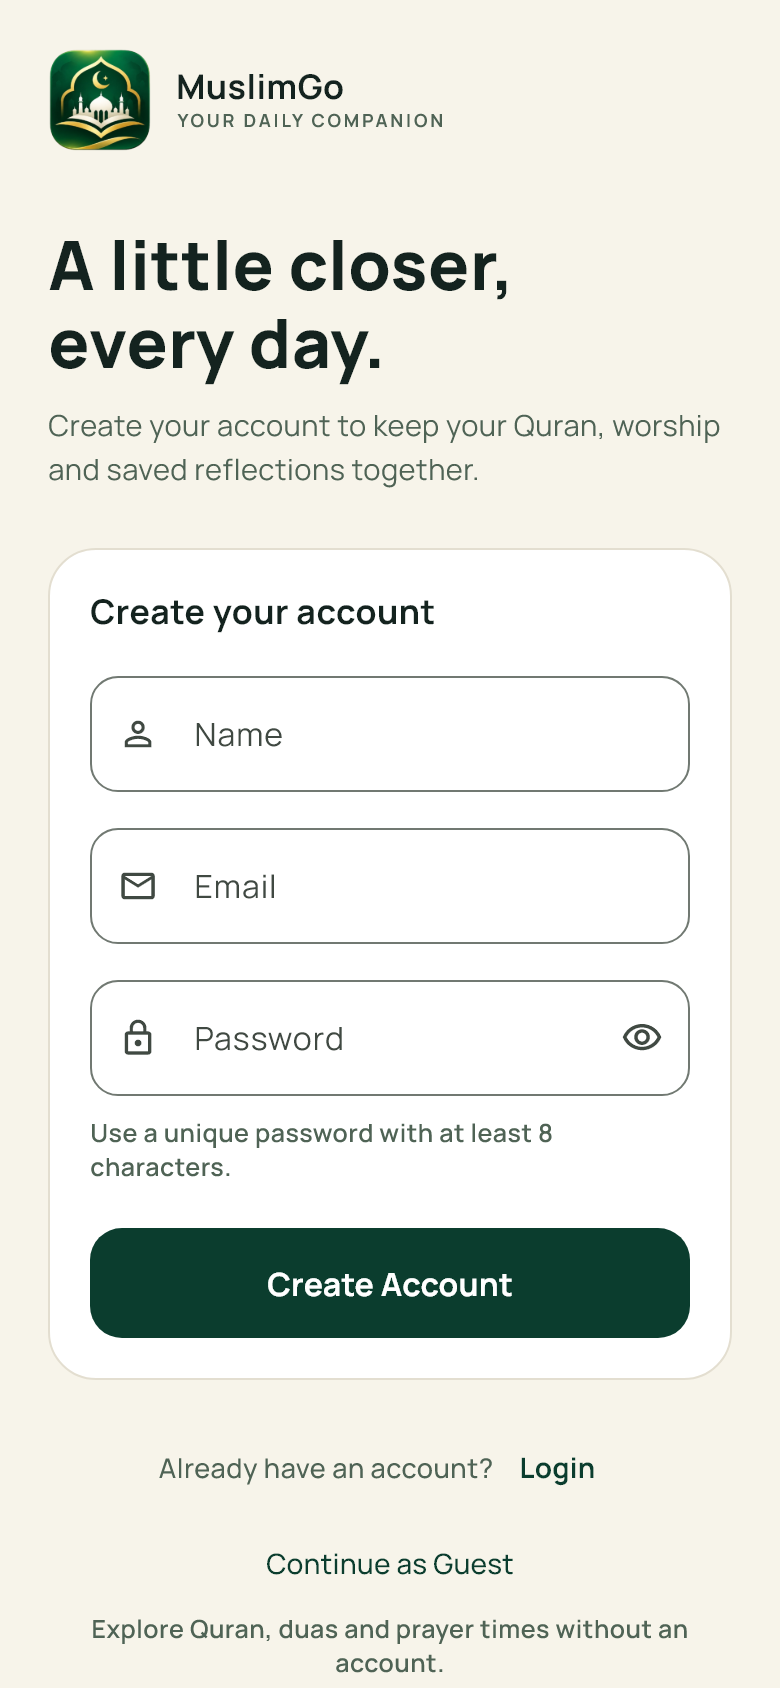 MuslimGo
YOUR DAILY COMPANION
A little closer,
every day.
Create your account to keep your Quran, worship
and saved reflections together.
Create your account
Name
Email
Password
Use a unique password with at least 8
characters.
Create Account
Already have an account? Login
Continue as Guest
Explore Quran, duas and prayer times without an
account.